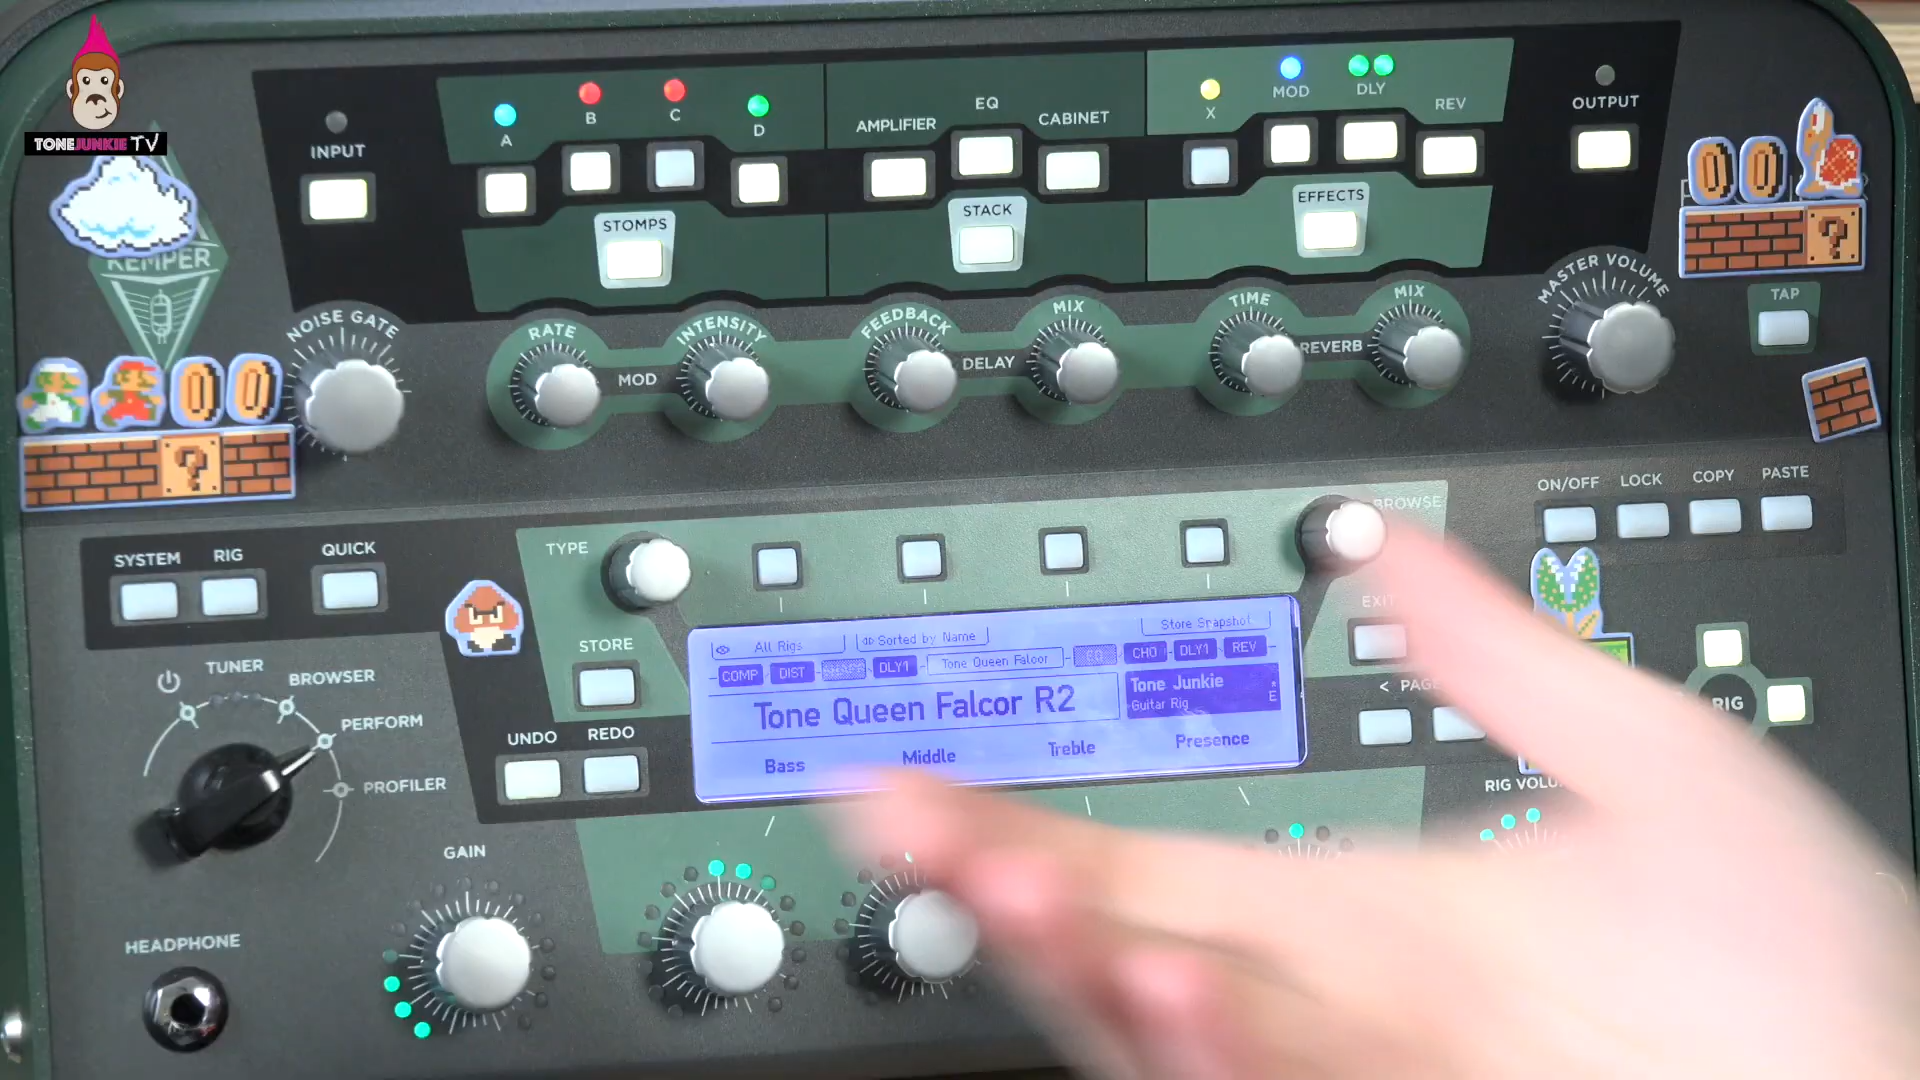 TONEJUNKIE TV
KEMPER
INPUT
A
B
C
D
STOMPS
AMPLIFIER
EQ
CABINET
STACK
X
MOD
DLY
REV
EFFECTS
OUTPUT
NOISE GATE
RATE
MOD
INTENSITY
FEEDBACK
DELAY
MIX
TIME
REVERB
MIX
MASTER VOLUME
TAP
SYSTEM
RIG
QUICK
TYPE
BROWSE
ON/OFF
LOCK
COPY
PASTE
STORE
EXIT
< PAGE
RIG
TUNER
BROWSER
PERFORM
PROFILER
UNDO
REDO
All Rigs
Sorted by Name
Store Snapshot
COMP
DIST
DLY1
Tone Queen Falcor
EQ
CHO
DLY1
REV
Tone Queen Falcor R2
Tone Junkie
Guitar Rig
E
Bass
Middle
Treble
Presence
GAIN
RIG VOLU
HEADPHONE